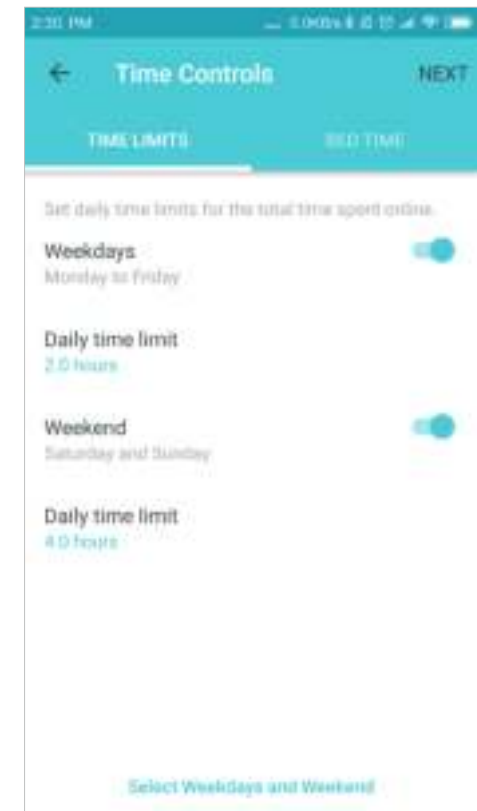 2:30 PM
Time Controls
NEXT
TIME LIMITS
BED TIME
Set daily time limits for the total time spent online.
Weekdays
Monday to Friday
Daily time limit
2.0 hours
Weekend
Saturday and Sunday
Daily time limit
4.0 hours
Select Weekdays and Weekend